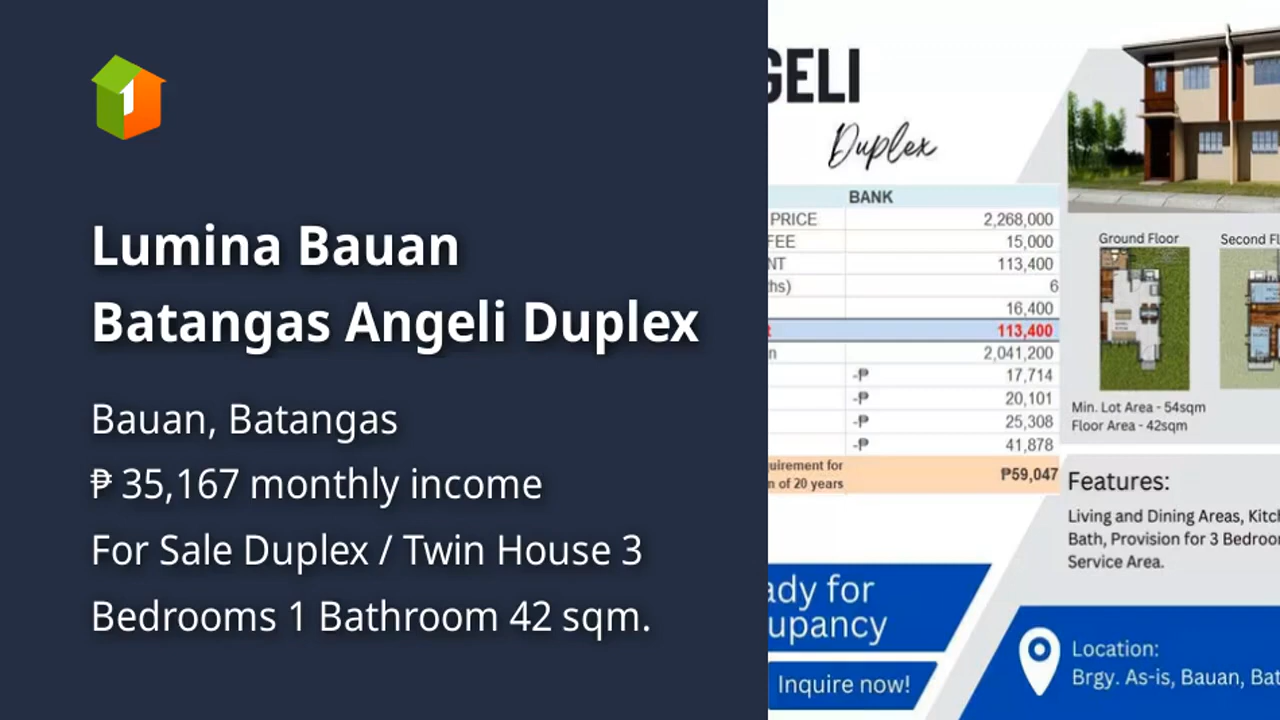 Lumina Bauan
Batangas Angeli Duplex
Bauan, Batangas
₱ 35,167 monthly income
For Sale Duplex / Twin House 3
Bedrooms 1 Bathroom 42 sqm.
GELI
Duplex
BANK
PRICE 2,268,000
FEE 15,000
NT 113,400
hs) 6
16,400
113,400
n 2,041,200
-₱ 17,714
-₱ 20,101
-₱ 25,308
-₱ 41,878
uirement for
n of 20 years ₱59,047
ady for
upancy
Inquire now!
Ground Floor Second Fl
Min. Lot Area - 54sqm
Floor Area - 42sqm
Features:
Living and Dining Areas, Kitc
Bath, Provision for 3 Bedroo
Service Area.
Location:
Brgy. As-is, Bauan, Bat